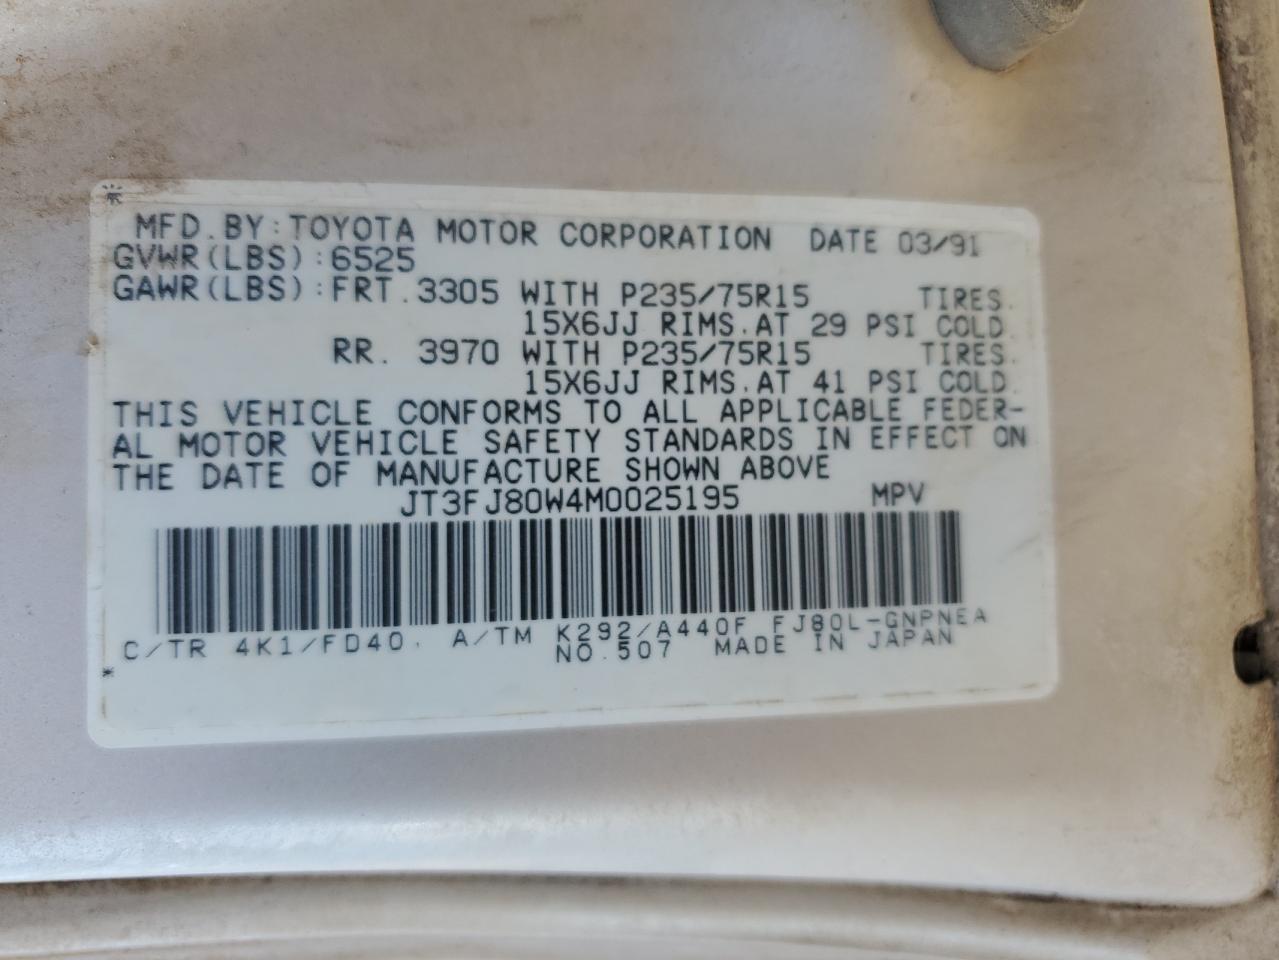 MFD. BY: TOYOTA MOTOR CORPORATION DATE 03/91
GVWR(LBS):6525
GAWR(LBS):FRT. 3305 WITH P235/75R15 TIRES.
15X6JJ RIMS. AT 29 PSI COLD.
RR. 3970 WITH P235/75R15 TIRES.
15X6JJ RIMS. AT 41 PSI COLD.
THIS VEHICLE CONFORMS TO ALL APPLICABLE FEDER-
AL MOTOR VEHICLE SAFETY STANDARDS IN EFFECT ON
THE DATE OF MANUFACTURE SHOWN ABOVE
JT3FJ80W4M0025195 MPV
C/TR 4K1/FD40. A/TM K292/A440F FJ80L-GNPNEA
NO.507 MADE IN JAPAN